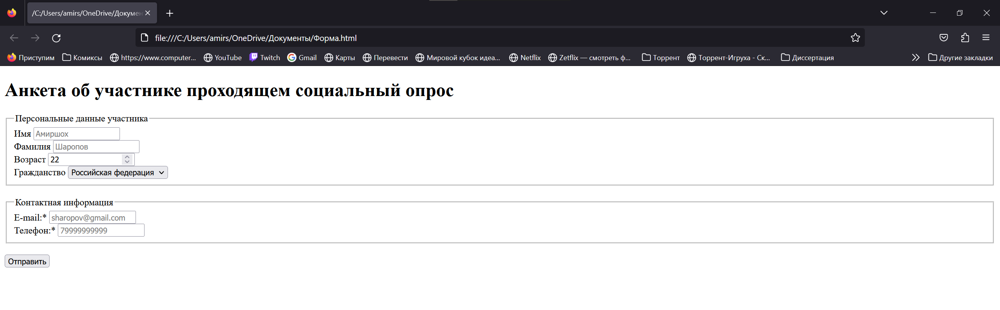 /C:/Users/amirs/OneDrive/Докумен
file:///C:/Users/amirs/OneDrive/Документы/Форма.html
Приступим Комиксы https://www.computer... YouTube Twitch Gmail Карты Перевести Мировой кубок идеа... Netflix Zetflix — смотреть ф... Торрент Торрент-Игруха - Ск... Диссертация Другие закладки
Анкета об участнике проходящем социальный опрос
Персональные данные участника
Имя Амиршох
Фамилия Шаропов
Возраст 22
Гражданство Российская федерация
Контактная информация
E-mail:* sharopov@gmail.com
Телефон:* 79999999999
Отправить